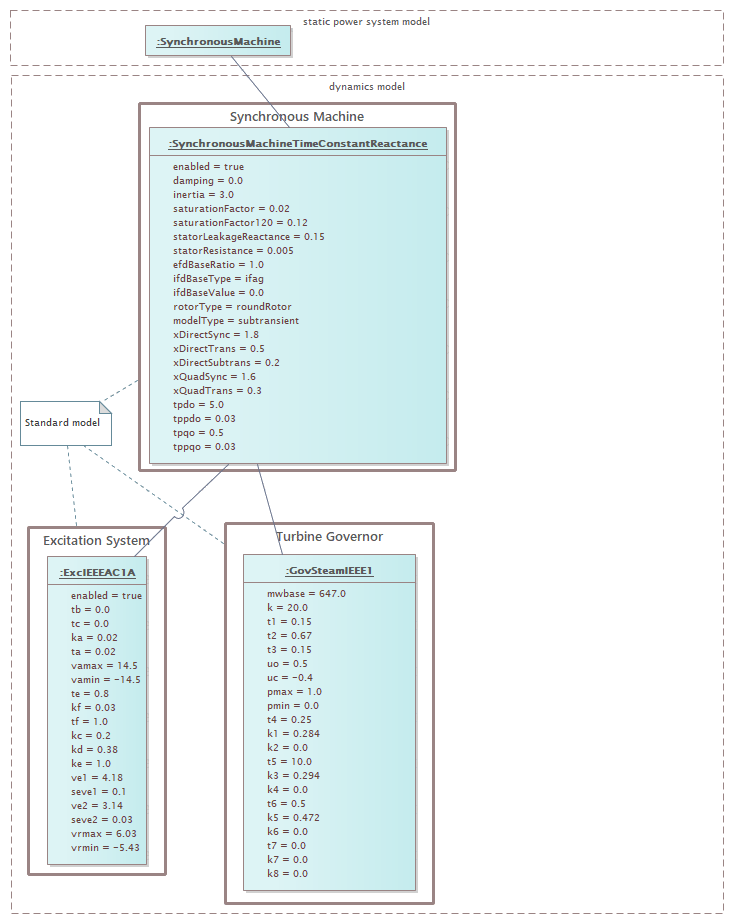 static power system model
:SynchronousMachine
dynamics model
Synchronous Machine
:SynchronousMachineTimeConstantReactance
enabled = true
damping = 0.0
inertia = 3.0
saturationFactor = 0.02
saturationFactor120 = 0.12
statorLeakageReactance = 0.15
statorResistance = 0.005
efdBaseRatio = 1.0
ifdBaseType = ifag
ifdBaseValue = 0.0
rotorType = roundRotor
modelType = subtransient
xDirectSync = 1.8
xDirectTrans = 0.5
xDirectSubtrans = 0.2
xQuadSync = 1.6
xQuadTrans = 0.3
tpdo = 5.0
tppdo = 0.03
tpqo = 0.5
tppqo = 0.03
Standard model
Excitation System
:ExcIEEEAC1A
enabled = true
tb = 0.0
tc = 0.0
ka = 0.02
ta = 0.02
vamax = 14.5
vamin = −14.5
te = 0.8
kf = 0.03
tf = 1.0
kc = 0.2
kd = 0.38
ke = 1.0
ve1 = 4.18
seve1 = 0.1
ve2 = 3.14
seve2 = 0.03
vrmax = 6.03
vrmin = −5.43
Turbine Governor
:GovSteamIEEE1
mwbase = 647.0
k = 20.0
t1 = 0.15
t2 = 0.67
t3 = 0.15
uo = 0.5
uc = −0.4
pmax = 1.0
pmin = 0.0
t4 = 0.25
k1 = 0.284
k2 = 0.0
t5 = 10.0
k3 = 0.294
k4 = 0.0
t6 = 0.5
k5 = 0.472
k6 = 0.0
t7 = 0.0
k7 = 0.0
k8 = 0.0